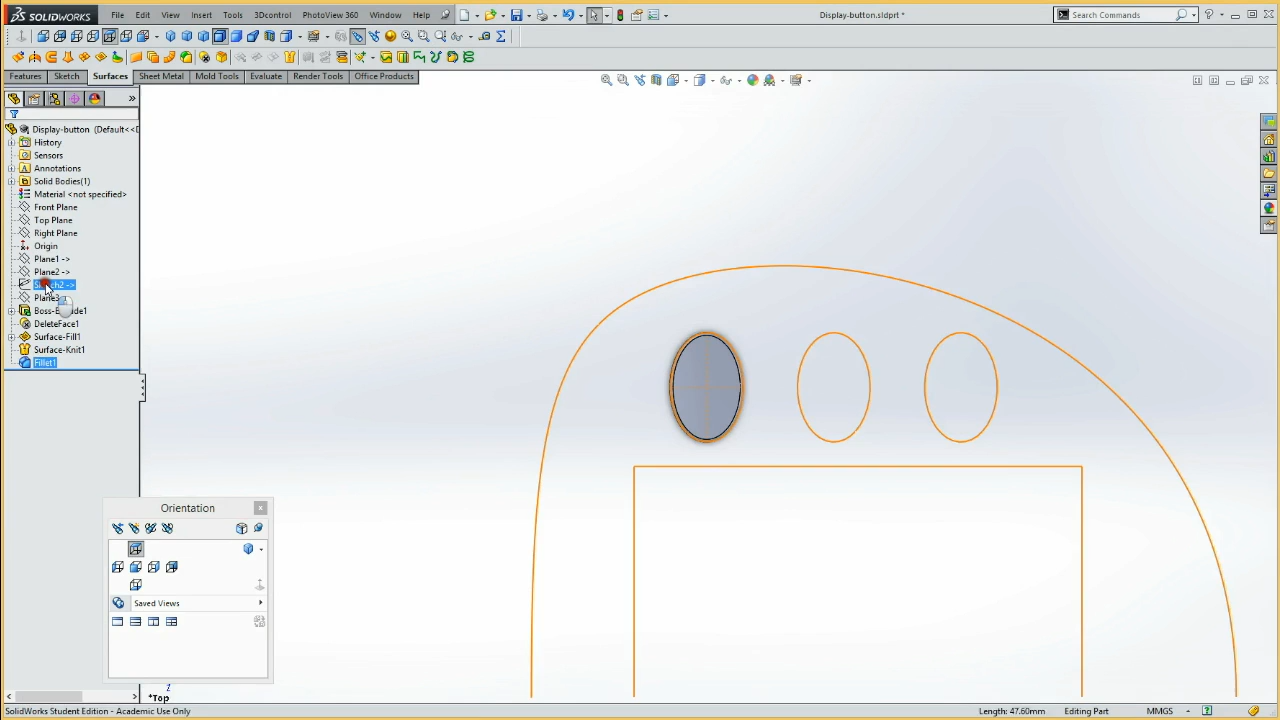 SOLIDWORKS File Edit View Insert Tools 3Dcontrol PhotoView 360 Window Help Display-button.sldprt * Search Commands
Features Sketch Surfaces Sheet Metal Mold Tools Evaluate Render Tools Office Products
Display-button (Default<<D
History
Sensors
Annotations
Solid Bodies(1)
Material <not specified>
Front Plane
Top Plane
Right Plane
Origin
Plane1 ->
Plane2 ->
->
Boss-Extrude1
DeleteFace1
Surface-Fill1
Surface-Knit1
Fillet1
Orientation
Saved Views
*Top
SolidWorks Student Edition - Academic Use Only Length: 47.60mm Editing Part MMGS